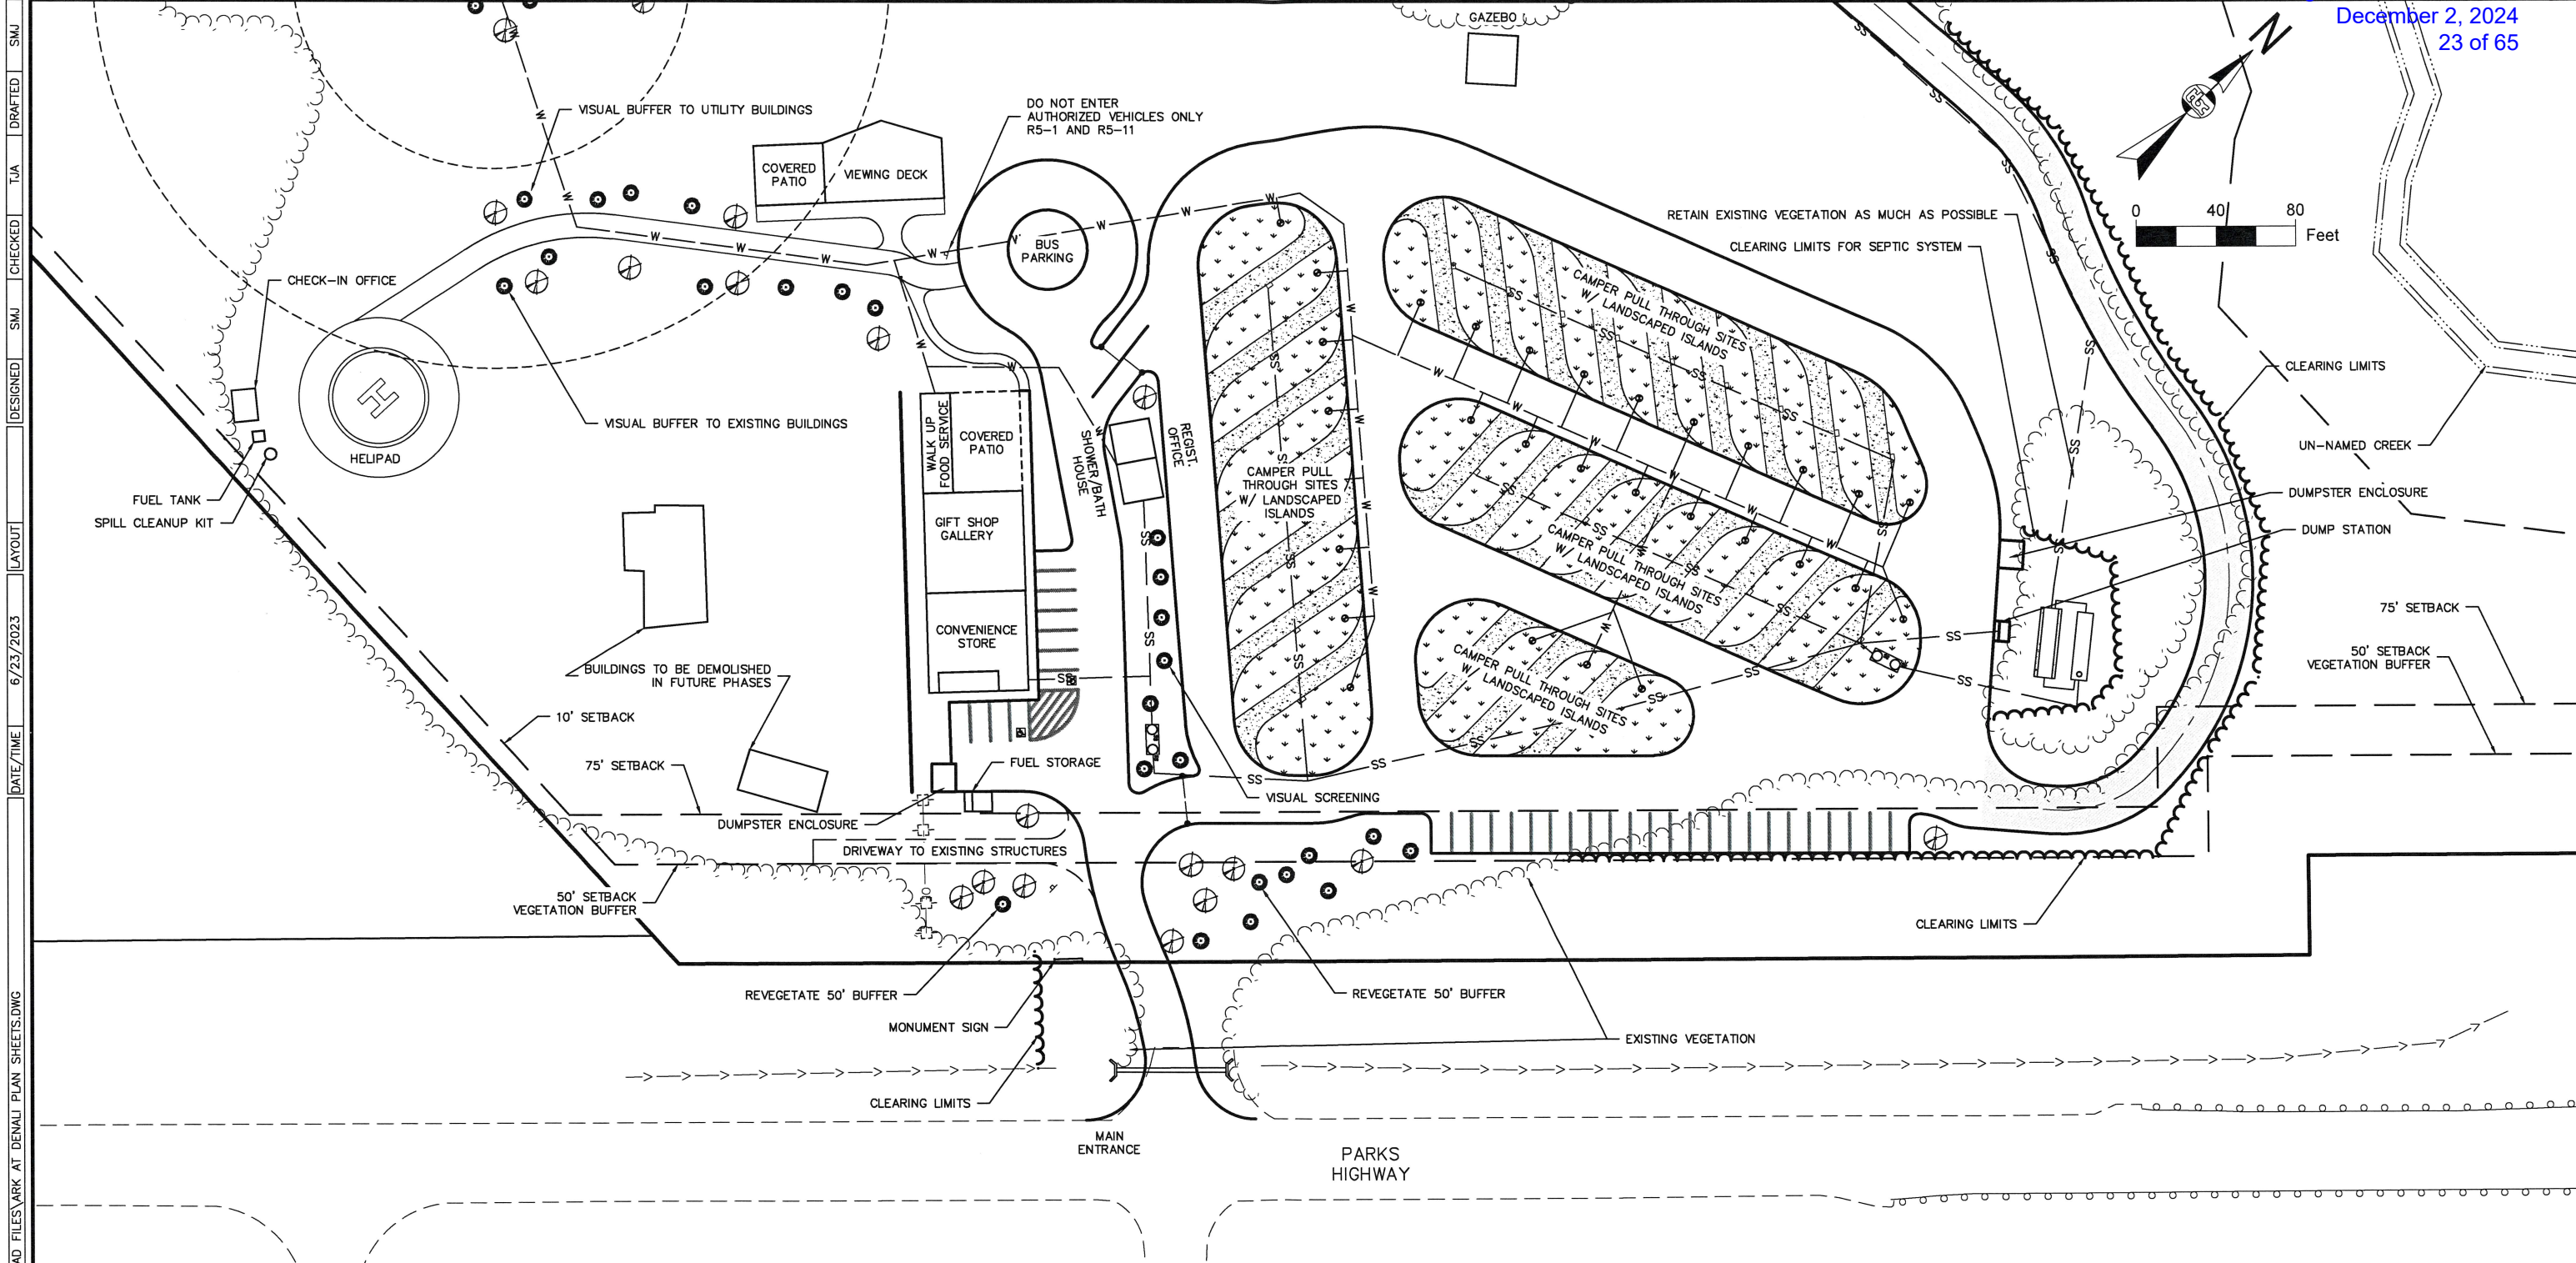 December 2, 2024
23 of 65
N
0 40 80
Feet
GAZEBO
VISUAL BUFFER TO UTILITY BUILDINGS
DO NOT ENTER
AUTHORIZED VEHICLES ONLY
R5-1 AND R5-11
COVERED
PATIO
VIEWING DECK
BUS
PARKING
RETAIN EXISTING VEGETATION AS MUCH AS POSSIBLE
CLEARING LIMITS FOR SEPTIC SYSTEM
CHECK-IN OFFICE
H
HELIPAD
VISUAL BUFFER TO EXISTING BUILDINGS
FUEL TANK
SPILL CLEANUP KIT
WALK UP
FOOD SERVICE
COVERED
PATIO
GIFT SHOP
GALLERY
CONVENIENCE
STORE
SHOWER/BATH
HOUSE
REGIST.
OFFICE
CAMPER PULL
THROUGH SITES
W/ LANDSCAPED
ISLANDS
CAMPER PULL THROUGH SITES
W/ LANDSCAPED ISLANDS
CAMPER PULL THROUGH SITES
W/ LANDSCAPED ISLANDS
CAMPER PULL THROUGH SITES
W/ LANDSCAPED ISLANDS
CLEARING LIMITS
UN-NAMED CREEK
DUMPSTER ENCLOSURE
DUMP STATION
75' SETBACK
50' SETBACK
VEGETATION BUFFER
BUILDINGS TO BE DEMOLISHED
IN FUTURE PHASES
10' SETBACK
75' SETBACK
FUEL STORAGE
VISUAL SCREENING
DUMPSTER ENCLOSURE
DRIVEWAY TO EXISTING STRUCTURES
50' SETBACK
VEGETATION BUFFER
CLEARING LIMITS
REVEGETATE 50' BUFFER
REVEGETATE 50' BUFFER
MONUMENT SIGN
EXISTING VEGETATION
CLEARING LIMITS
MAIN
ENTRANCE
PARKS
HIGHWAY
SMJ
DRAFTED
TJA
CHECKED
SMJ
DESIGNED
LAYOUT
6/23/2023
DATE/TIME
AD FILES\ARK AT DENALI PLAN SHEETS.DWG